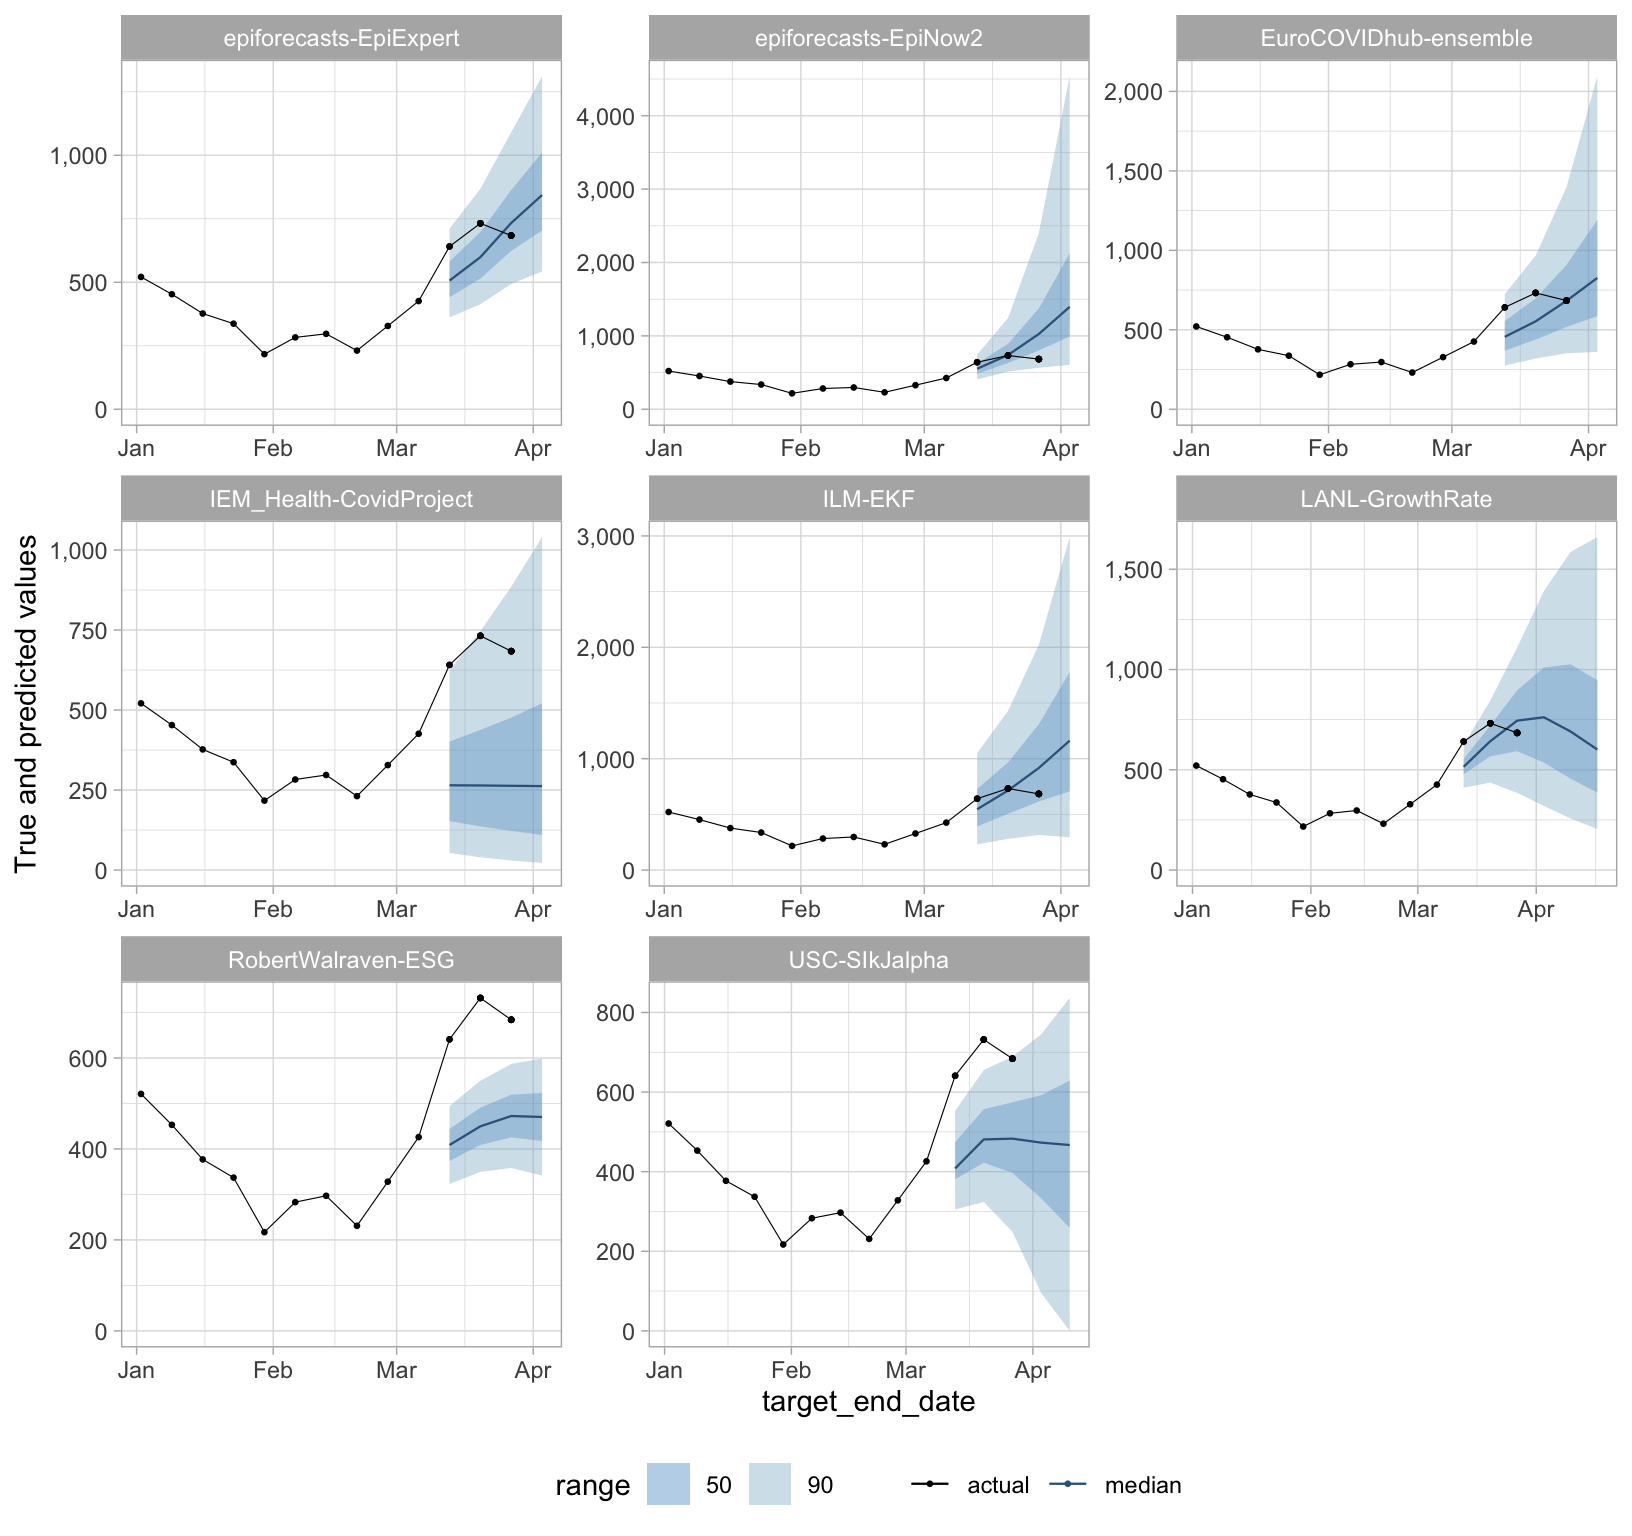 epiforecasts-EpiExpert
epiforecasts-EpiNow2
EuroCOVIDhub-ensemble
1,000
500
0
4,000
3,000
2,000
1,000
0
2,000
1,500
1,000
500
0
Jan Feb Mar Apr
Jan Feb Mar Apr
Jan Feb Mar Apr
True and predicted values
IEM_Health-CovidProject
ILM-EKF
LANL-GrowthRate
1,000
750
500
250
0
3,000
2,000
1,000
0
1,500
1,000
500
0
Jan Feb Mar Apr
Jan Feb Mar Apr
Jan Feb Mar Apr
RobertWalraven-ESG
USC-SIkJalpha
600
400
200
0
800
600
400
200
0
Jan Feb Mar Apr
Jan Feb Mar Apr
target_end_date
range 50 90 actual median